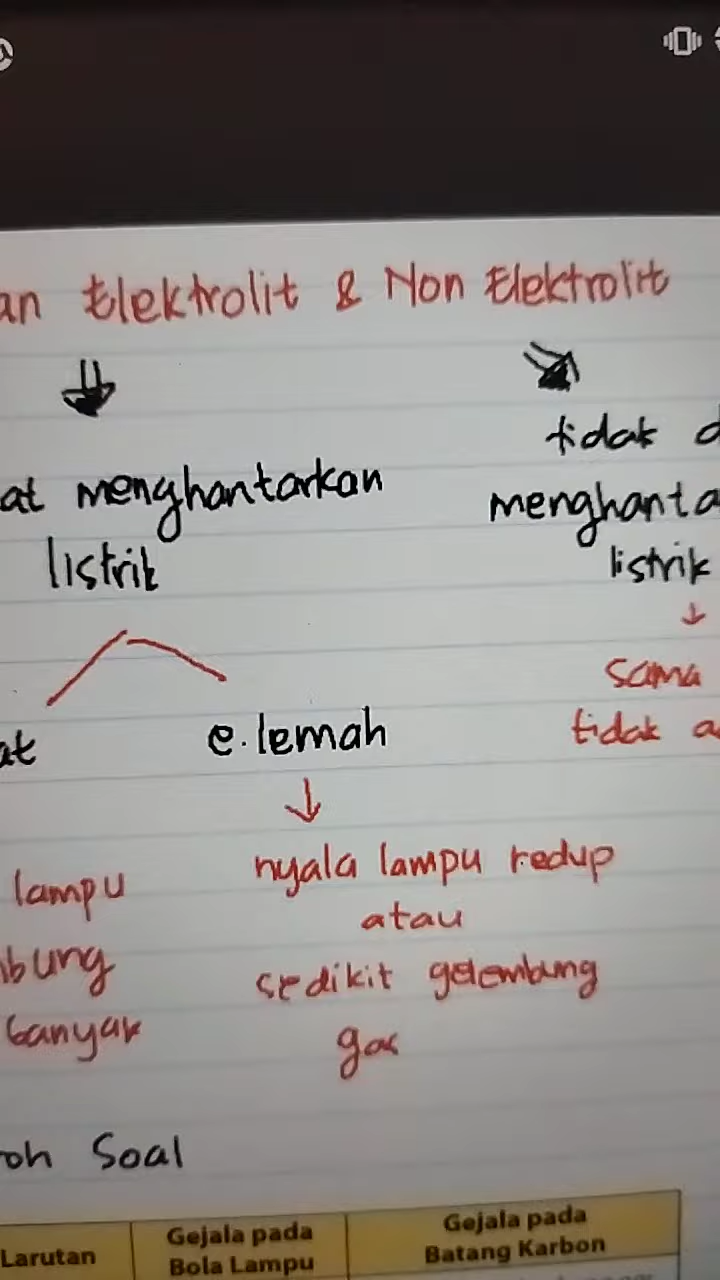 an Elektrolit & Non Elektrolit
at menghantarkan
listrik
tidak d
menghanta
listrik
sama
tidak a
at
e.lemah
lampu
bung
banyak
nyala lampu redup
atau
sedikit gelembung
gas
oh Soal
Larutan
Gejala pada
Bola Lampu
Gejala pada
Batang Karbon